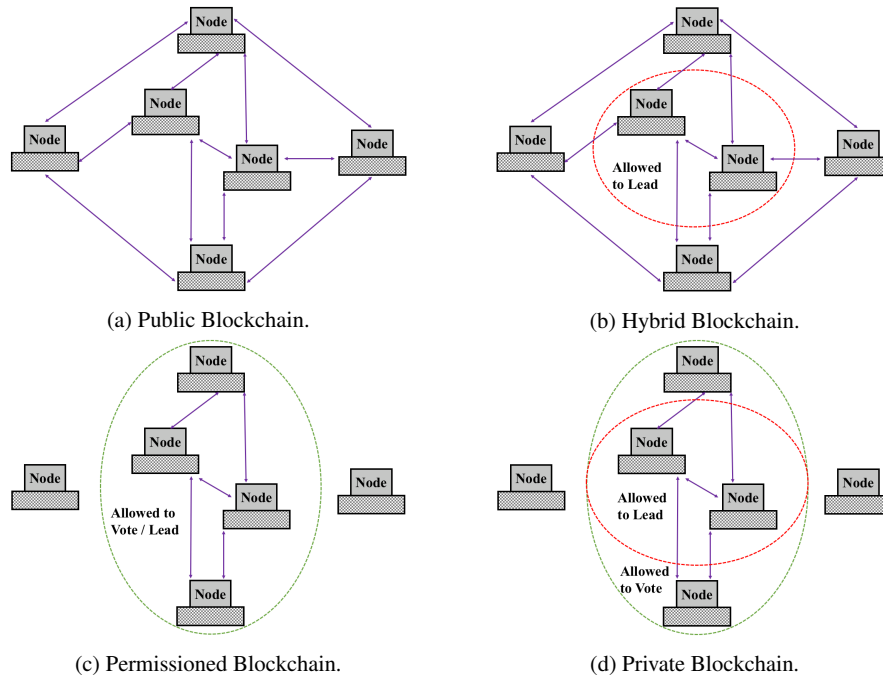 Node
Node
Node
Node
Node
Node
(a) Public Blockchain.
Node
Node
Node
Node
Node
Allowed
to Lead
Node
(b) Hybrid Blockchain.
Node
Node
Node
Node
Node
Allowed to
Vote / Lead
Node
(c) Permissioned Blockchain.
Node
Node
Node
Node
Node
Allowed
to Lead
Allowed
to Vote
Node
(d) Private Blockchain.